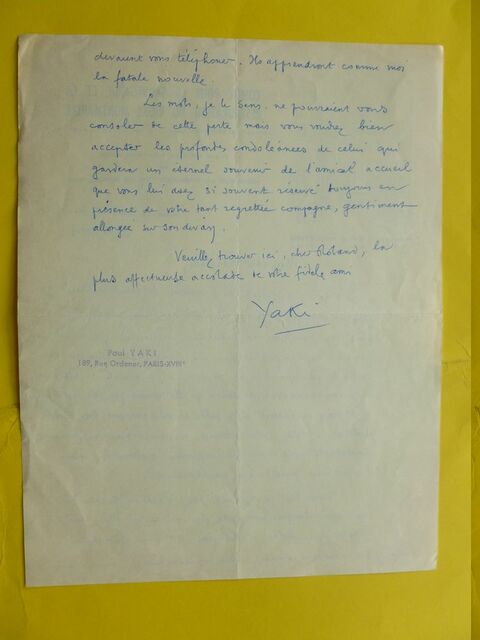 devaient vous téléphoner. Ils apprendront comme moi
la fatale nouvelle.
Les mots, je le sens, ne pourraient vous
consoler de cette perte mais vous voudrez bien
accepter les profondes condoléances de celui qui
gardera un éternel souvenir de l'amical accueil
que vous lui avez si souvent réservé toujours en
présence de votre tant regrettée compagne, gentiment
allongée sur son divan.
Veuillez trouver ici, cher Roland, la
plus affectueuse accolade de votre fidèle ami
Yaki
Paul YAKI
189, Rue Ordener, PARIS-XVIIIe